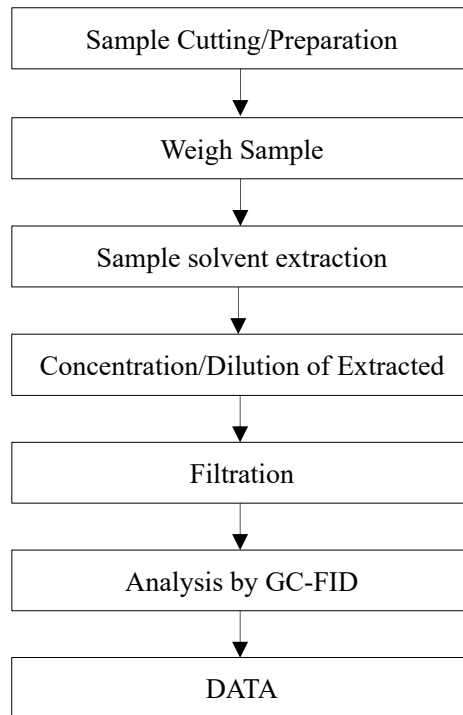 Sample Cutting/Preparation
Weigh Sample
Sample solvent extraction
Concentration/Dilution of Extracted
Filtration
Analysis by GC-FID
DATA